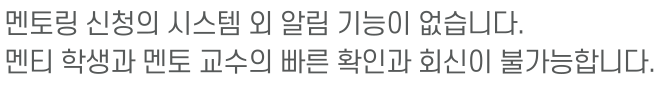 멘토링 신청의 시스템 외 알림 기능이 없습니다.
멘티 학생과 멘토 교수의 빠른 확인과 회신이 불가능합니다.